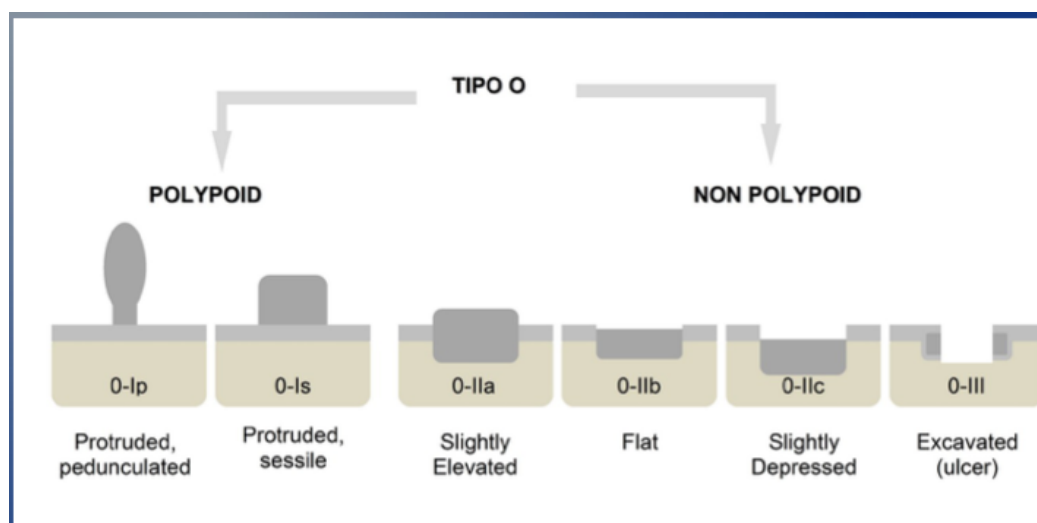 TIPO O
POLYPOID
NON POLYPOID
0-Ip
0-Is
0-IIa
0-IIb
0-IIc
0-III
Protruded,
pedunculated
Protruded,
sessile
Slightly
Elevated
Flat
Slightly
Depressed
Excavated
(ulcer)